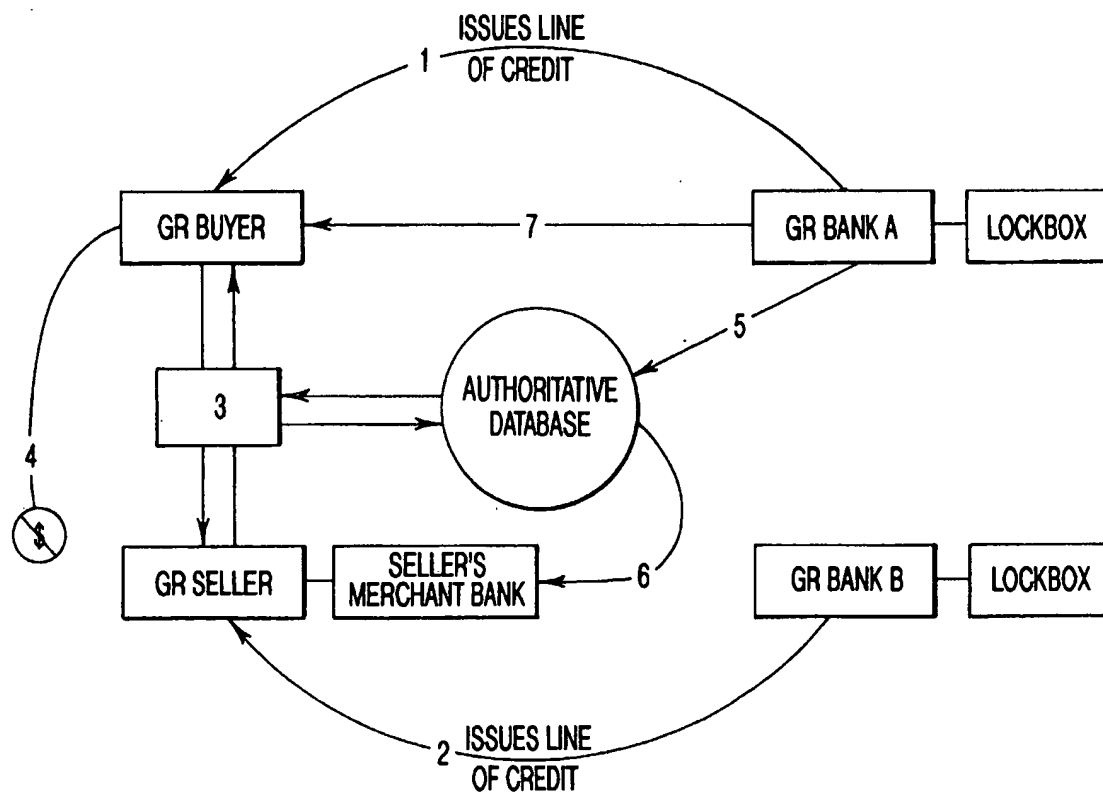 ISSUES LINE
1
OF CREDIT
GR BUYER
7
GR BANK A
LOCKBOX
5
AUTHORITATIVE
DATABASE
3
4
$
GR SELLER
SELLER'S
MERCHANT BANK
6
GR BANK B
LOCKBOX
2
ISSUES LINE
OF CREDIT